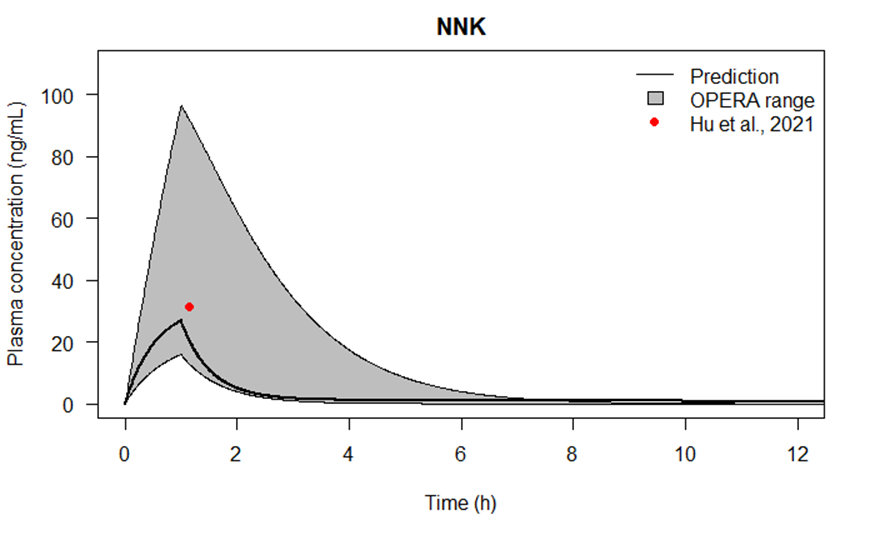 NNK
Prediction
OPERA range
Hu et al., 2021
Plasma concentration (ng/mL)
100
80
60
40
20
0
0 2 4 6 8 10 12
Time (h)